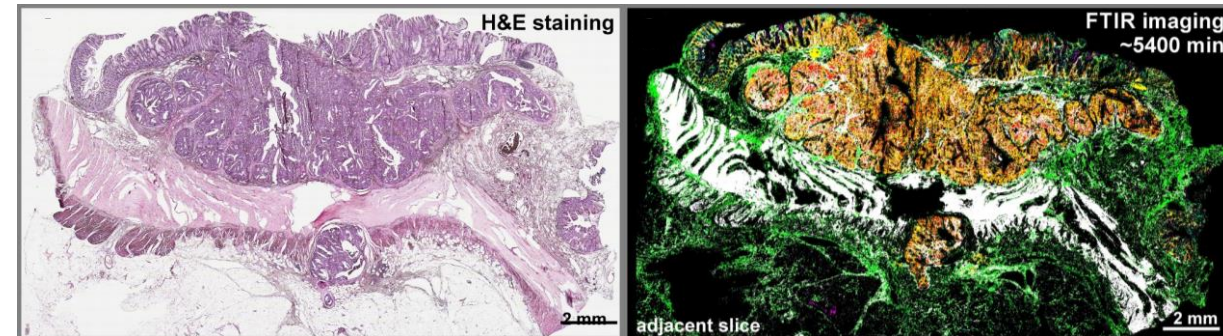 H&E staining
2 mm
FTIR imaging
~5400 min
adjacent slice
2 mm